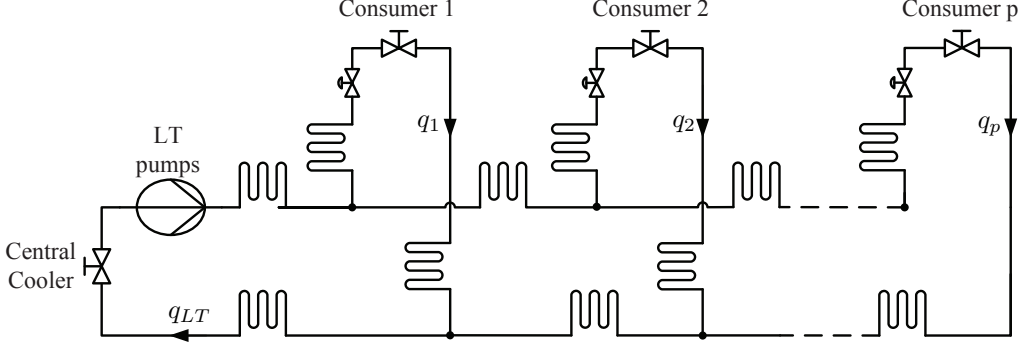 Consumer 1
Consumer 2
Consumer p
q1
q2
qp
LT
pumps
Central
Cooler
qLT